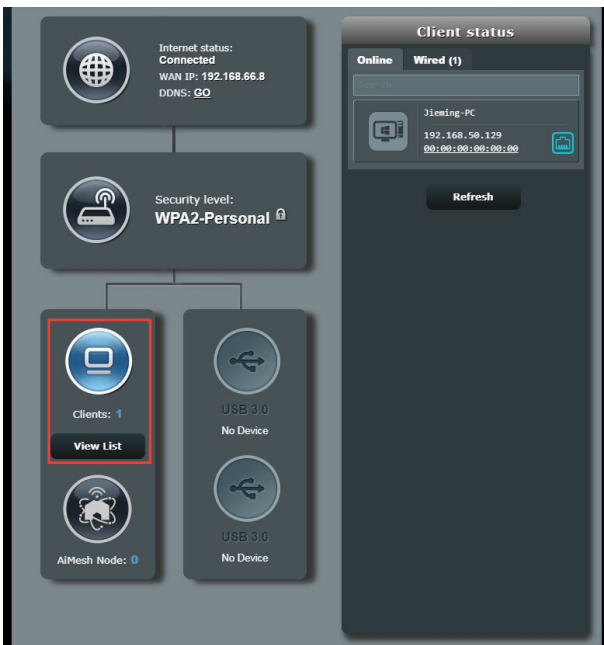 Internet status:
Connected
WAN IP: 192.168.66.8
DDNS: GO
Security level:
WPA2-Personal
Clients: 1
View List
AiMesh Node: 0
USB 3.0
No Device
USB 3.0
No Device
Client status
Online Wired (1)
Search
Jieming-PC
192.168.50.129
00:00:00:00:00:00
Refresh